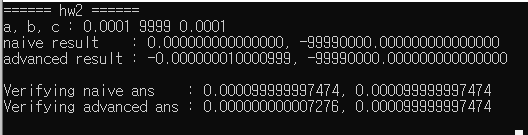 ====== hw2 ======
a, b, c : 0.0001 9999 0.0001
naive result    : 0.000000000000000, -99990000.000000000000000
advanced result : -0.000000010000999, -99990000.000000000000000
Verifying naive ans    : 0.000099999997474, 0.000099999997474
Verifying advanced ans : 0.000000000007276, 0.000099999997474